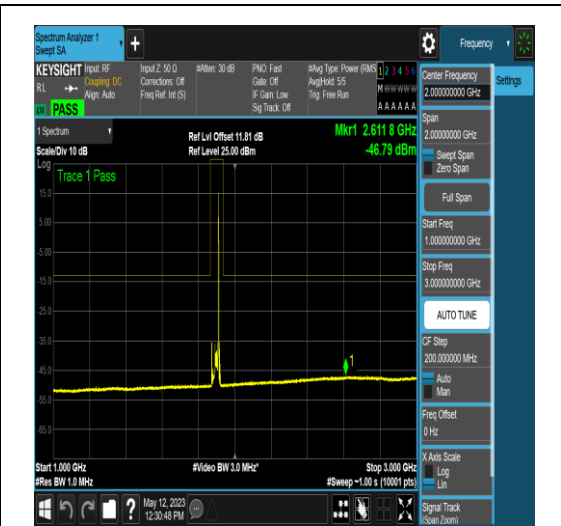 Spectrum Analyzer 1
Swept SA
+
Frequency
KEYSIGHT
RL
PASS
Input: RF
Coupling: DC
Align: Auto
Input Z: 50 Ω
Corrections: Off
Freq Ref: Int (S)
#Atten: 30 dB
PNO: Fast
Gate: Off
IF Gain: Low
Sig Track: Off
#Avg Type: Power (RMS
Avg|Hold: 5/5
Trig: Free Run
1 2 3 4 5 6
M W W W W W
A A A A A A
Center Frequency
2.000000000 GHz
Settings
Span
2.00000000 GHz
Swept Span
Zero Span
Full Span
Start Freq
1.000000000 GHz
Stop Freq
3.000000000 GHz
AUTO TUNE
CF Step
200.000000 MHz
Auto
Man
Freq Offset
0 Hz
X Axis Scale
Log
Lin
Signal Track
(Span Zoom)
1 Spectrum
Scale/Div 10 dB
Ref Lvl Offset 11.81 dB
Ref Level 25.00 dBm
Mkr1 2.611 8 GHz
-46.79 dBm
Log
Trace 1 Pass
15.0
5.00
-5.00
-15.0
-25.0
-35.0
-45.0
-55.0
-65.0
1
Start 1.000 GHz
#Res BW 1.0 MHz
#Video BW 3.0 MHz*
Stop 3.000 GHz
#Sweep ~1.00 s (10001 pts)
?
May 12, 2023
12:30:48 PM